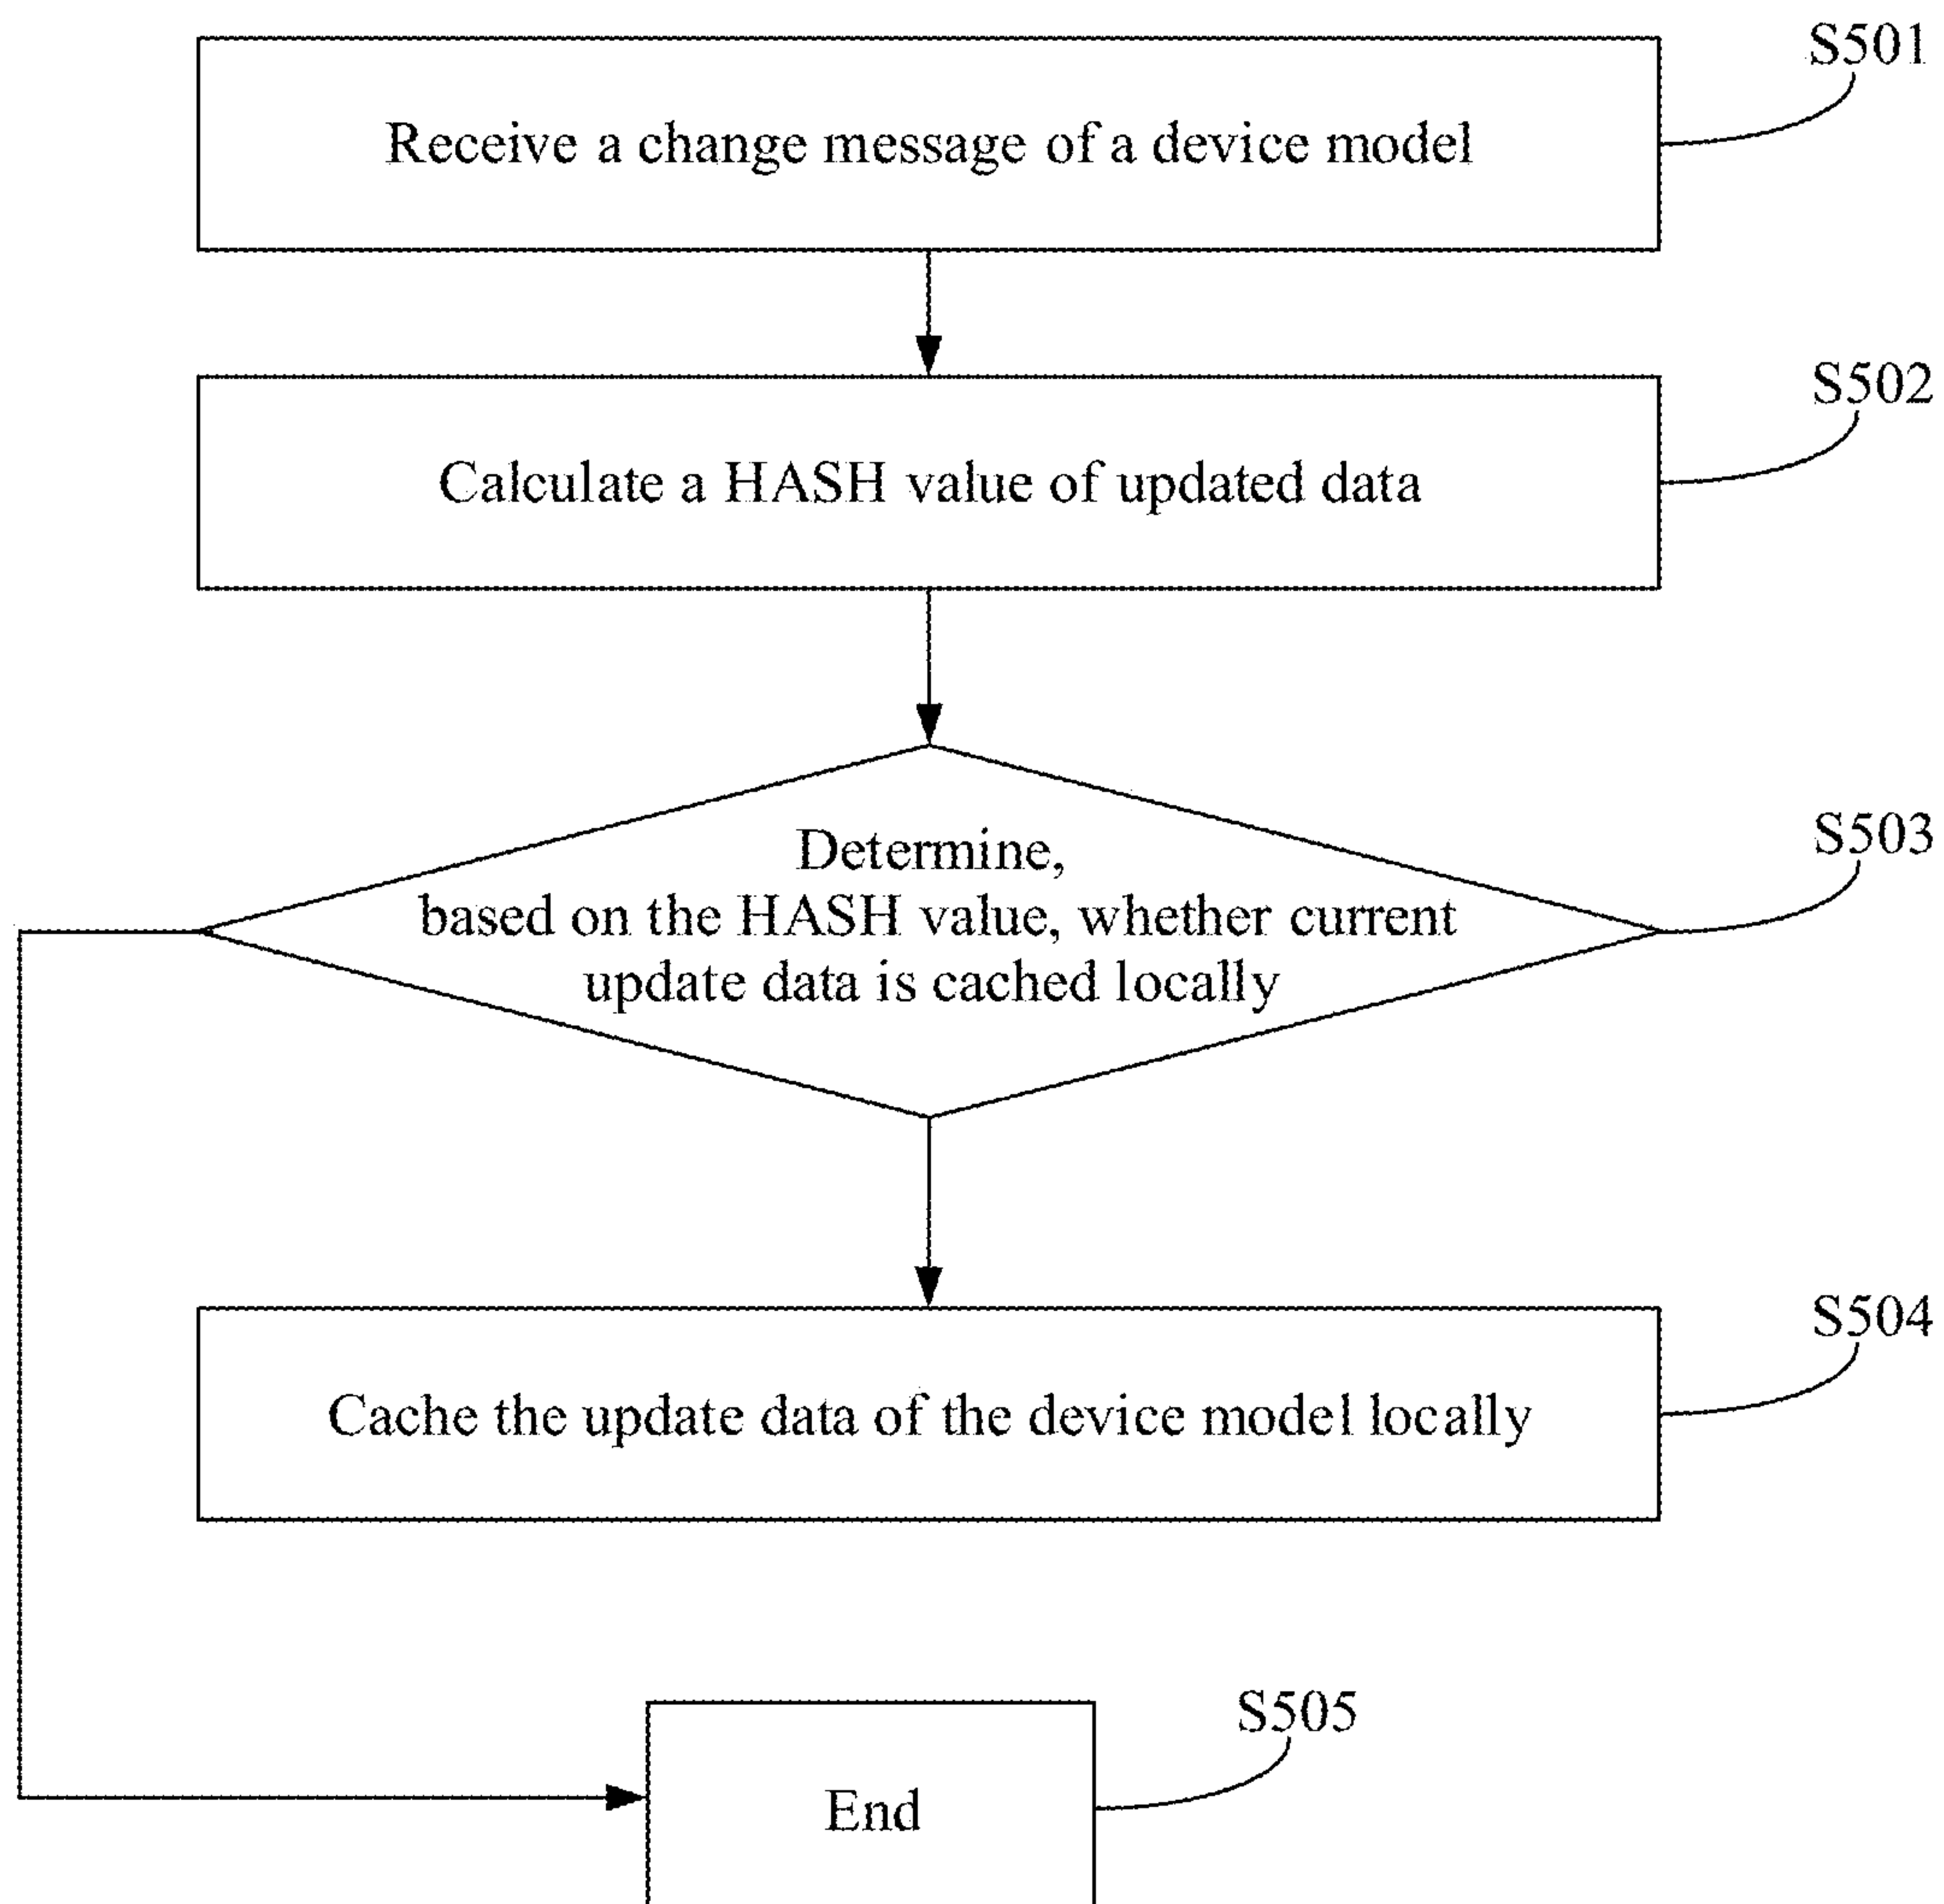 S501
Receive a change message of a device model
S502
Calculate a HASH value of updated data
S503
Determine,
based on the HASH value, whether current
update data is cached locally
S504
Cache the update data of the device model locally
S505
End